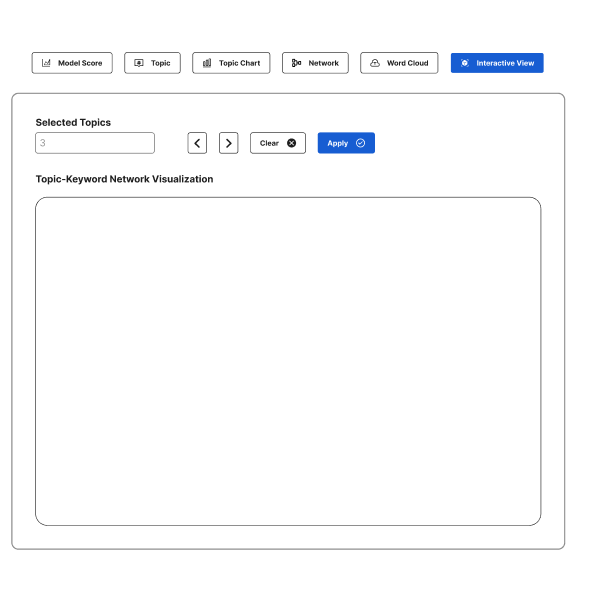 Model Score Topic Topic Chart Network Word Cloud Interactive View
Selected Topics
3
Clear Apply
Topic-Keyword Network Visualization